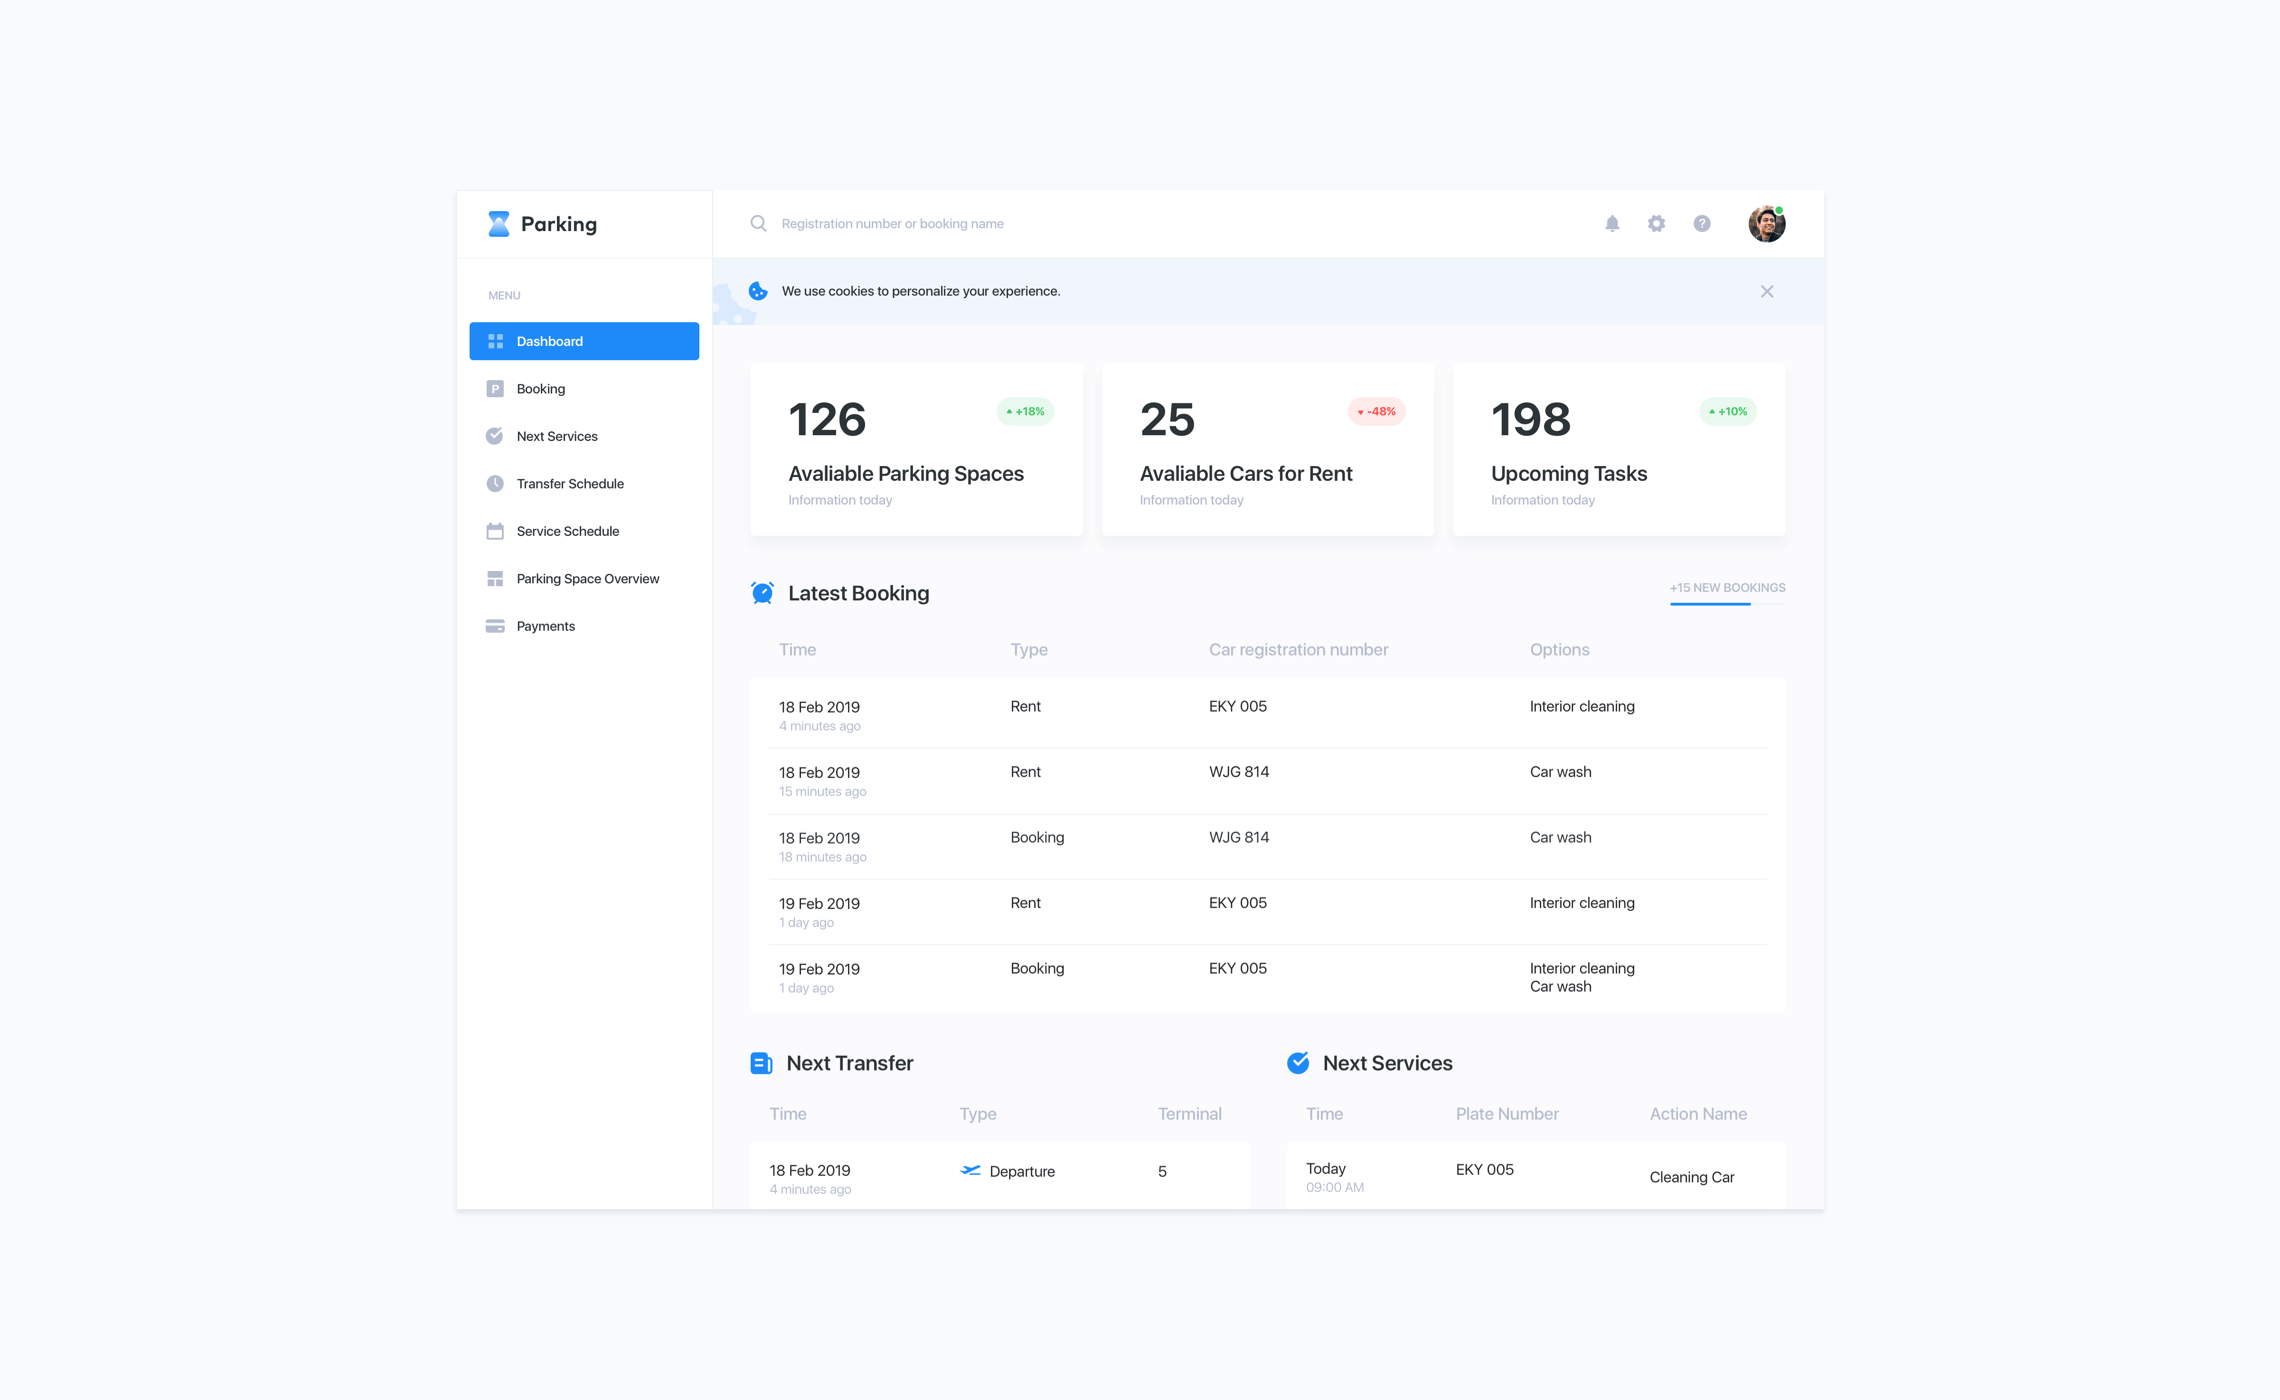 Parking
Registration number or booking name
We use cookies to personalize your experience.
MENU
Dashboard
Booking
Next Services
Transfer Schedule
Service Schedule
Parking Space Overview
Payments
126 +18%
Avaliable Parking Spaces
Information today
25 -48%
Avaliable Cars for Rent
Information today
198 +10%
Upcoming Tasks
Information today
Latest Booking
+15 NEW BOOKINGS
Time Type Car registration number Options
18 Feb 2019 Rent EKY 005 Interior cleaning
4 minutes ago
18 Feb 2019 Rent WJG 814 Car wash
15 minutes ago
18 Feb 2019 Booking WJG 814 Car wash
18 minutes ago
19 Feb 2019 Rent EKY 005 Interior cleaning
1 day ago
19 Feb 2019 Booking EKY 005 Interior cleaning
1 day ago Car wash
Next Transfer
Time Type Terminal
18 Feb 2019 Departure 5
4 minutes ago
Next Services
Time Plate Number Action Name
Today EKY 005 Cleaning Car
09:00 AM